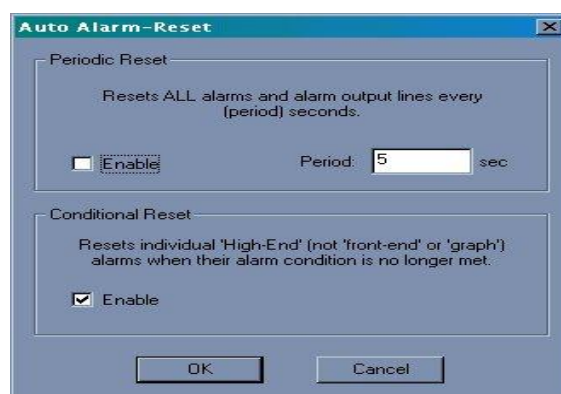 Auto Alarm-Reset
Periodic Reset
Resets ALL alarms and alarm output lines every
(period) seconds.
Enable
Period: 5 sec
Conditional Reset
Resets individual 'High-End' (not 'front-end' or 'graph')
alarms when their alarm condition is no longer met.
Enable
OK
Cancel